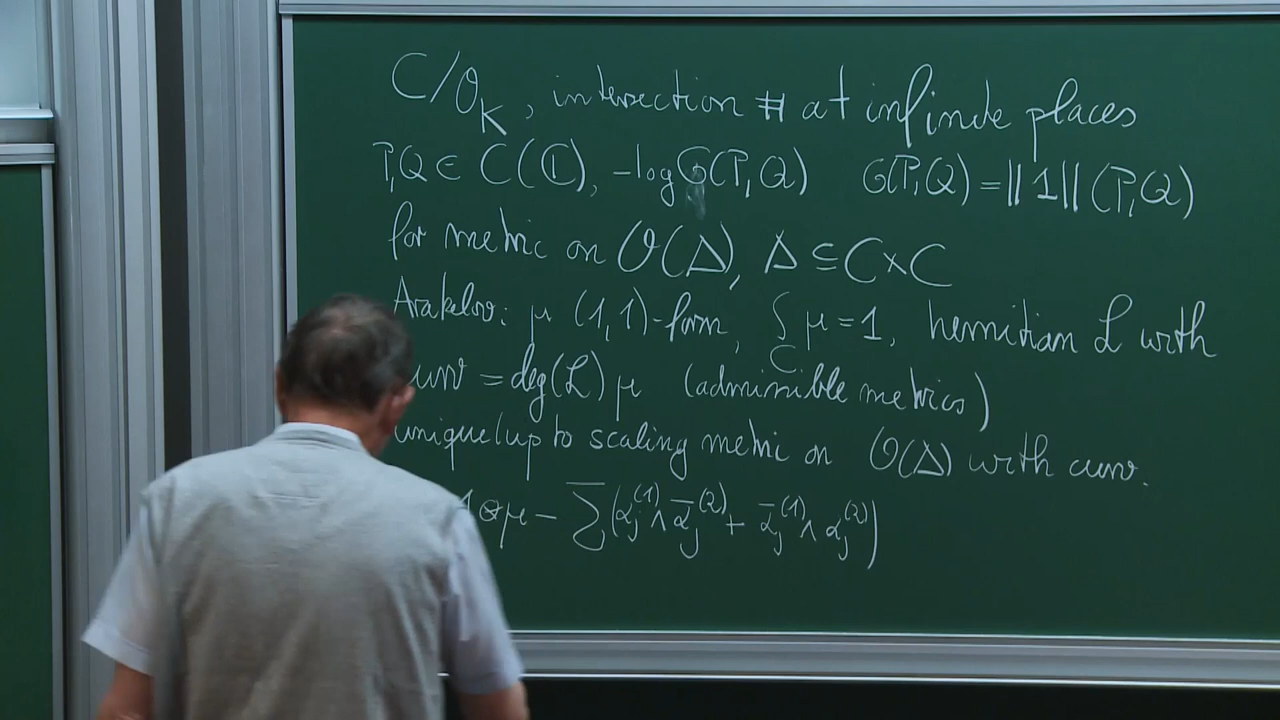 C/O_K, intersection # at infinite places
P,Q ∈ C(ℂ), -log G(P,Q) G(P,Q) = ||1|| (P,Q)
for metric on O(Δ), Δ ⊆ C×C
Arakelov: μ (1,1)-form, ∫_C μ = 1, hermitian L with
curv = deg(L) μ (admissible metrics)
unique(up to scaling metric on O(Δ) with curv.
⊗μ - ∑(α_j^(1) ∧ ᾱ_j^(2) + ᾱ_j^(1) ∧ α_j^(2))